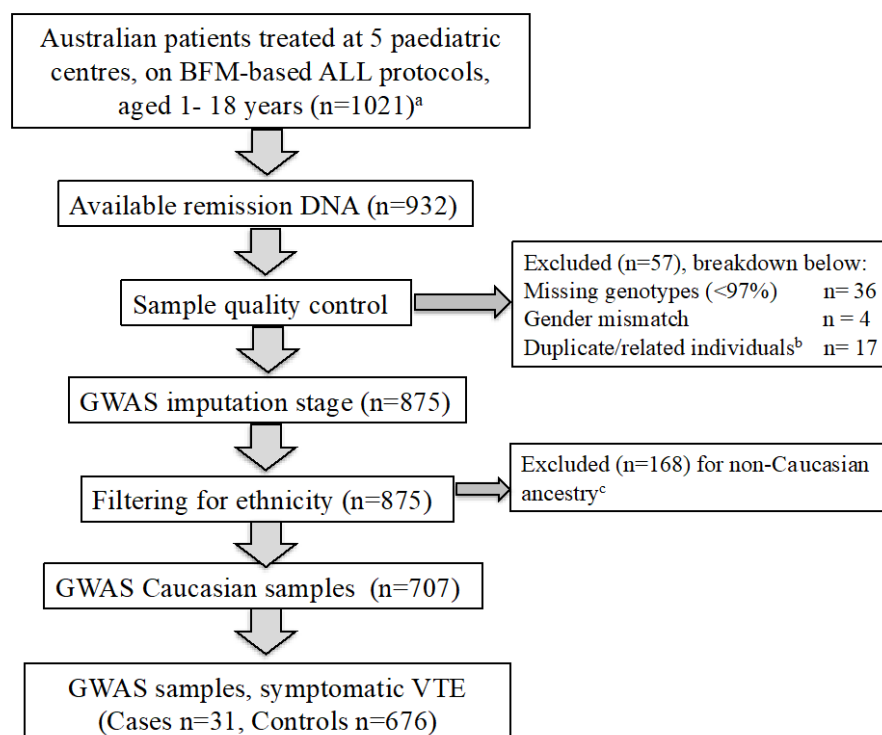 Australian patients treated at 5 paediatric
centres, on BFM-based ALL protocols,
aged 1- 18 years (n=1021)ᵃ
Available remission DNA (n=932)
Sample quality control
Excluded (n=57), breakdown below:
Missing genotypes (<97%) n= 36
Gender mismatch n = 4
Duplicate/related individualsᵇ n= 17
GWAS imputation stage (n=875)
Filtering for ethnicity (n=875)
Excluded (n=168) for non-Caucasian
ancestryᶜ
GWAS Caucasian samples (n=707)
GWAS samples, symptomatic VTE
(Cases n=31, Controls n=676)